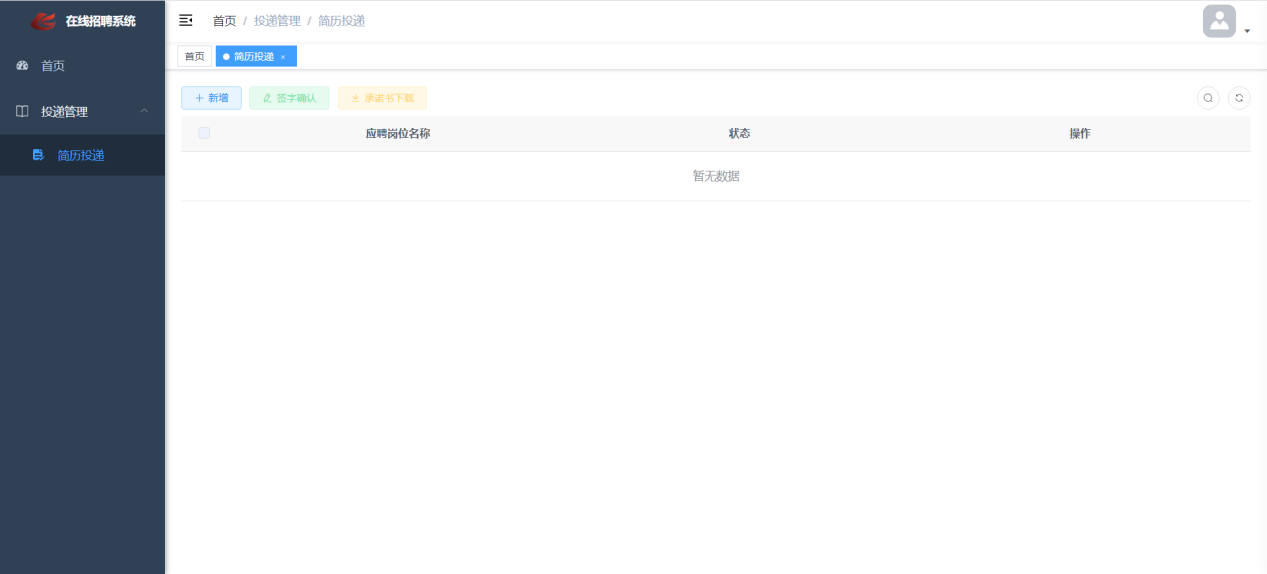 在线招聘系统
首页 / 投递管理 / 简历投递
首页
投递管理
简历投递
首页 简历投递 ×
新增 签字确认 承诺书下载
应聘岗位名称 状态 操作
暂无数据